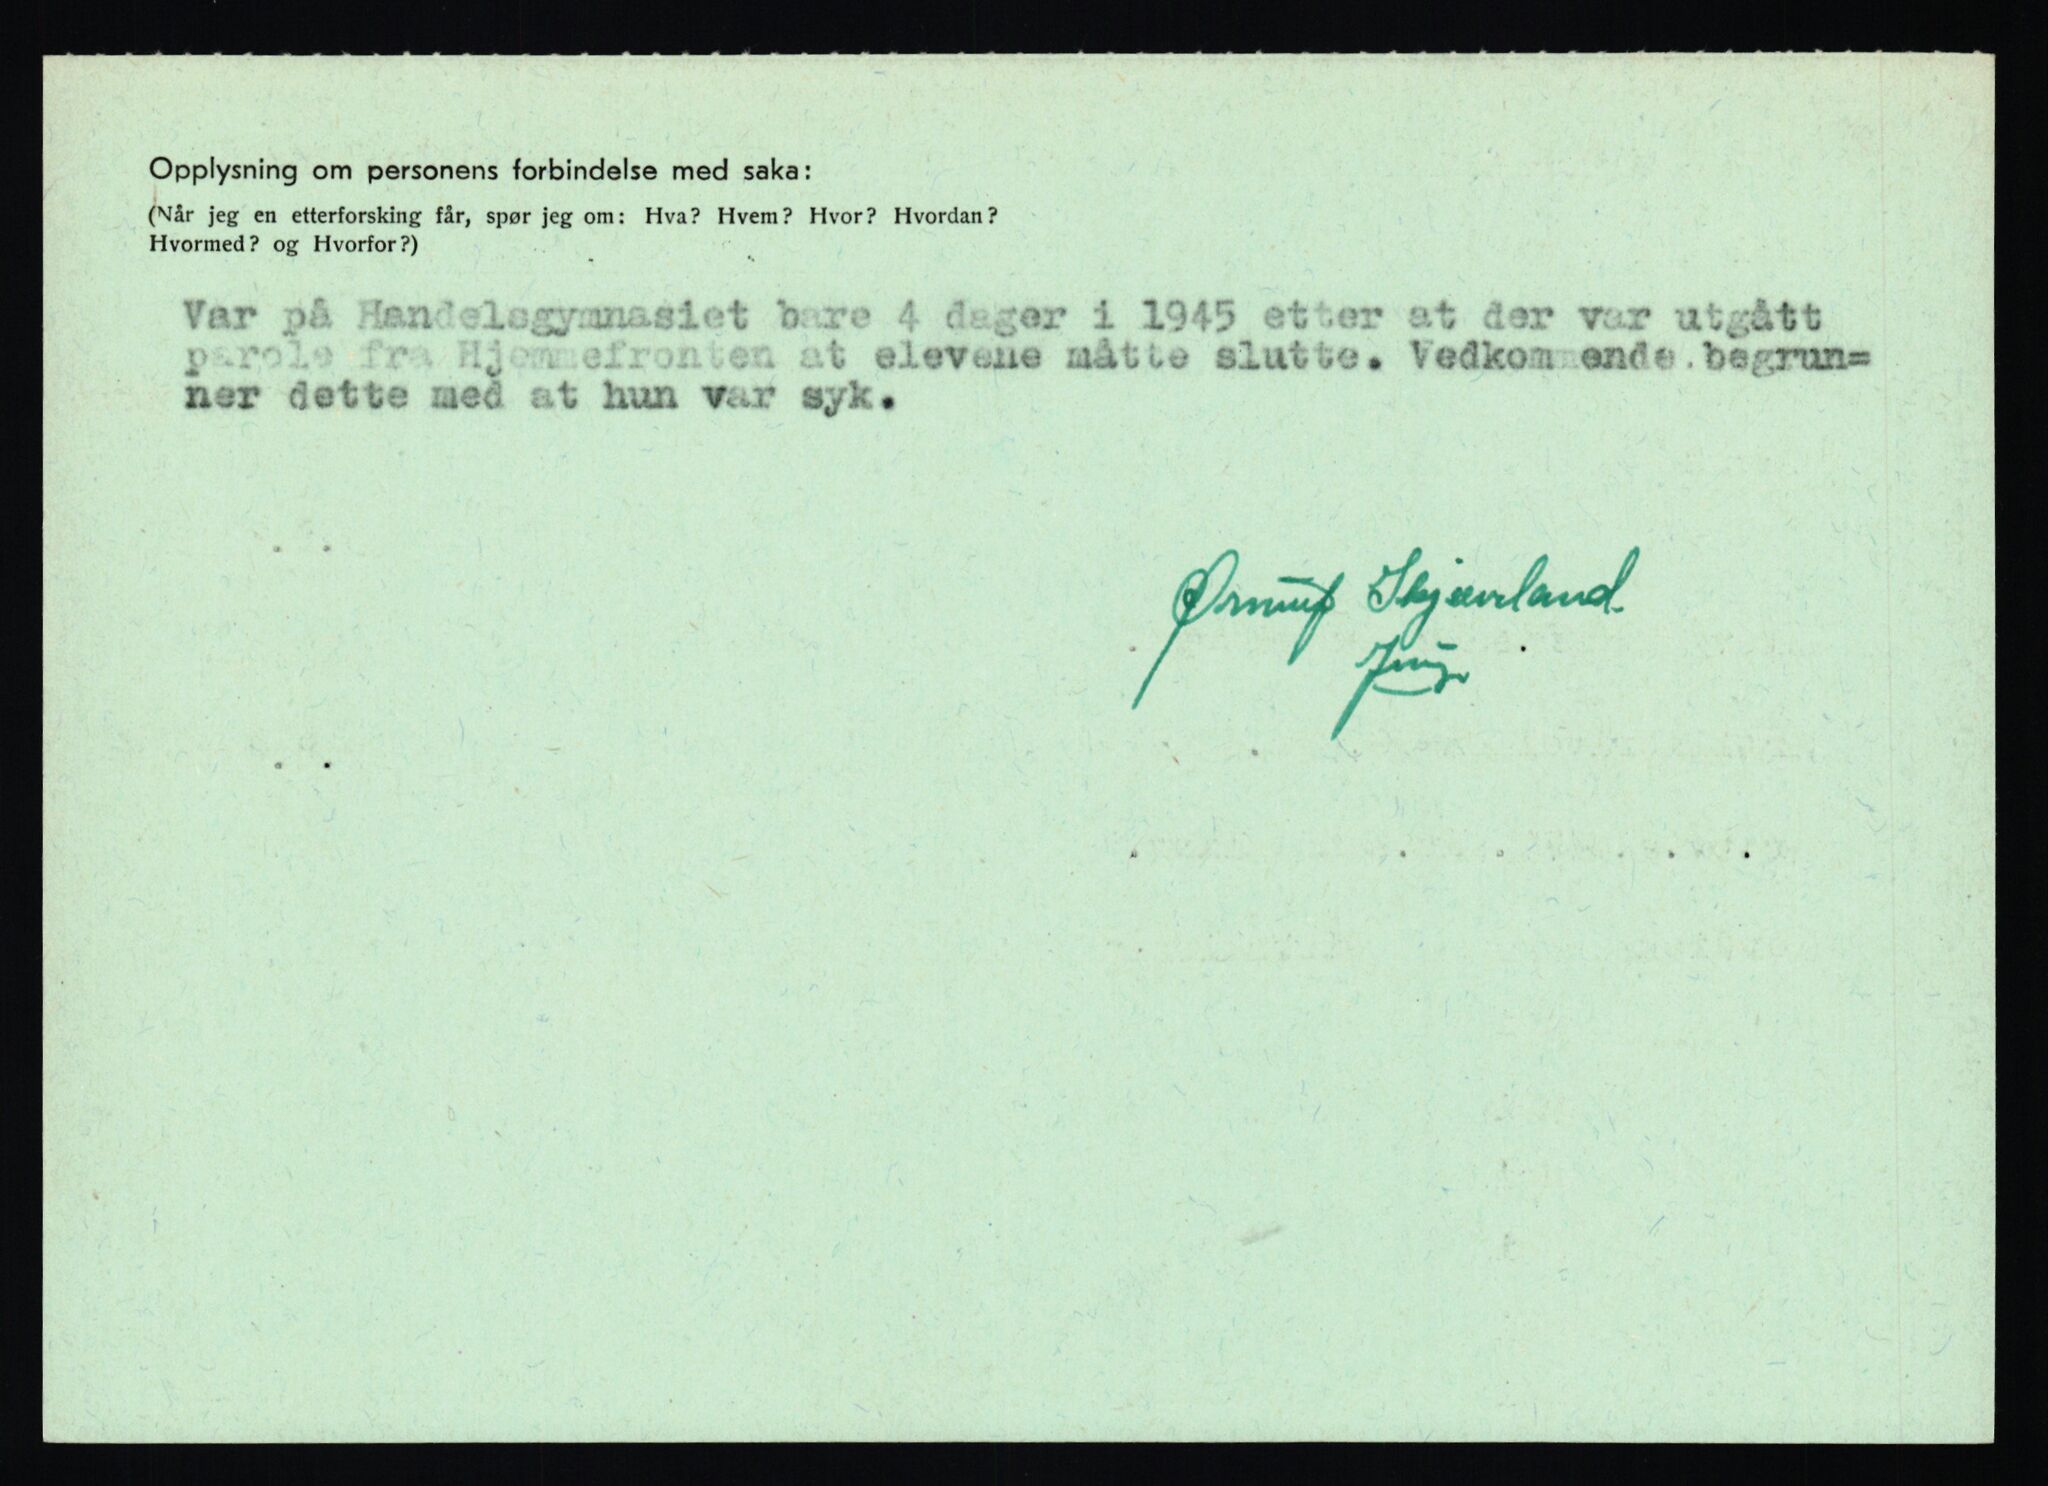 Opplysning om personens forbindelse med saka:
(Når jeg en etterforsking får, spør jeg om: Hva? Hvem? Hvor? Hvordan?
Hvormed? og Hvorfor?)
Var på Handelsgymnasiet bare 4 dager i 1945 etter at der var utgått
parole fra Hjemmefronten at elevene måtte slutte. Vedkommende begrun=
ner dette med at hun var syk.
Ørnulf Skjæveland.